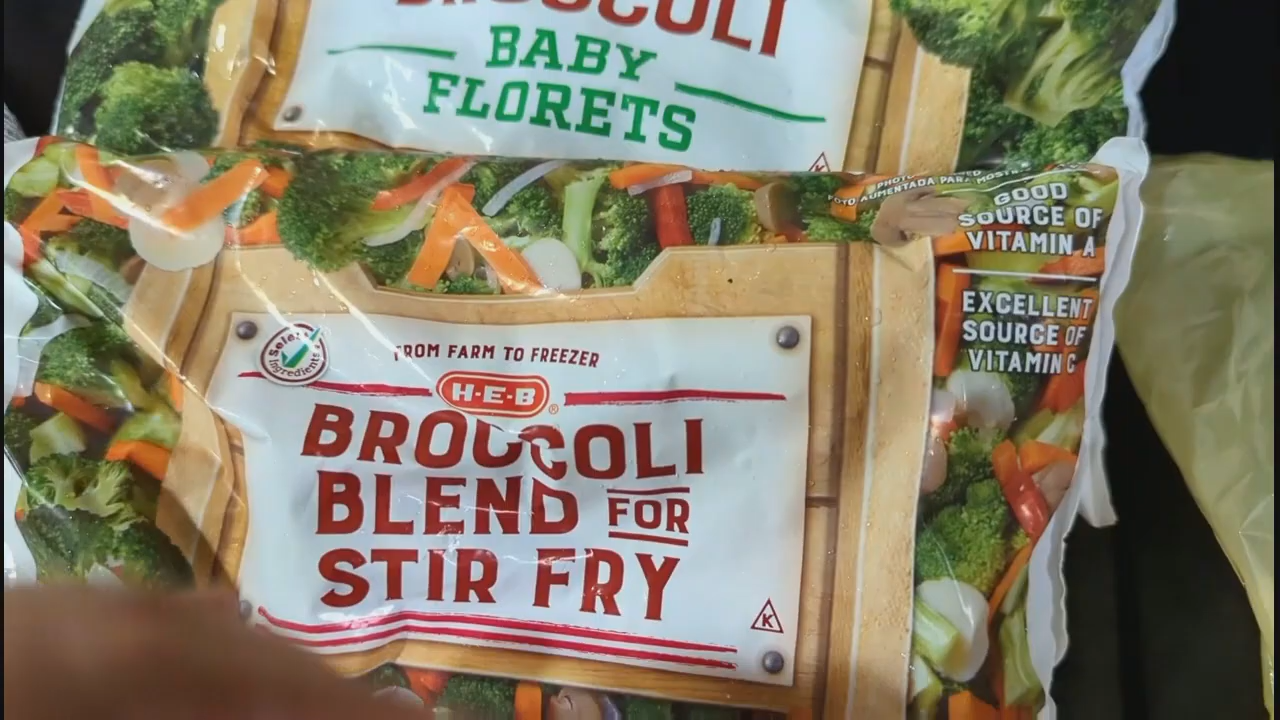 BROCCOLI
BABY
FLORETS
K
FOTO AUMENTADA PARA
GOOD
SOURCE OF
VITAMIN A
EXCELLENT
SOURCE OF
VITAMIN C
Select
Ingredients
FROM FARM TO FREEZER
H-E-B
®
BROCCOLI
BLEND FOR
STIR FRY
K